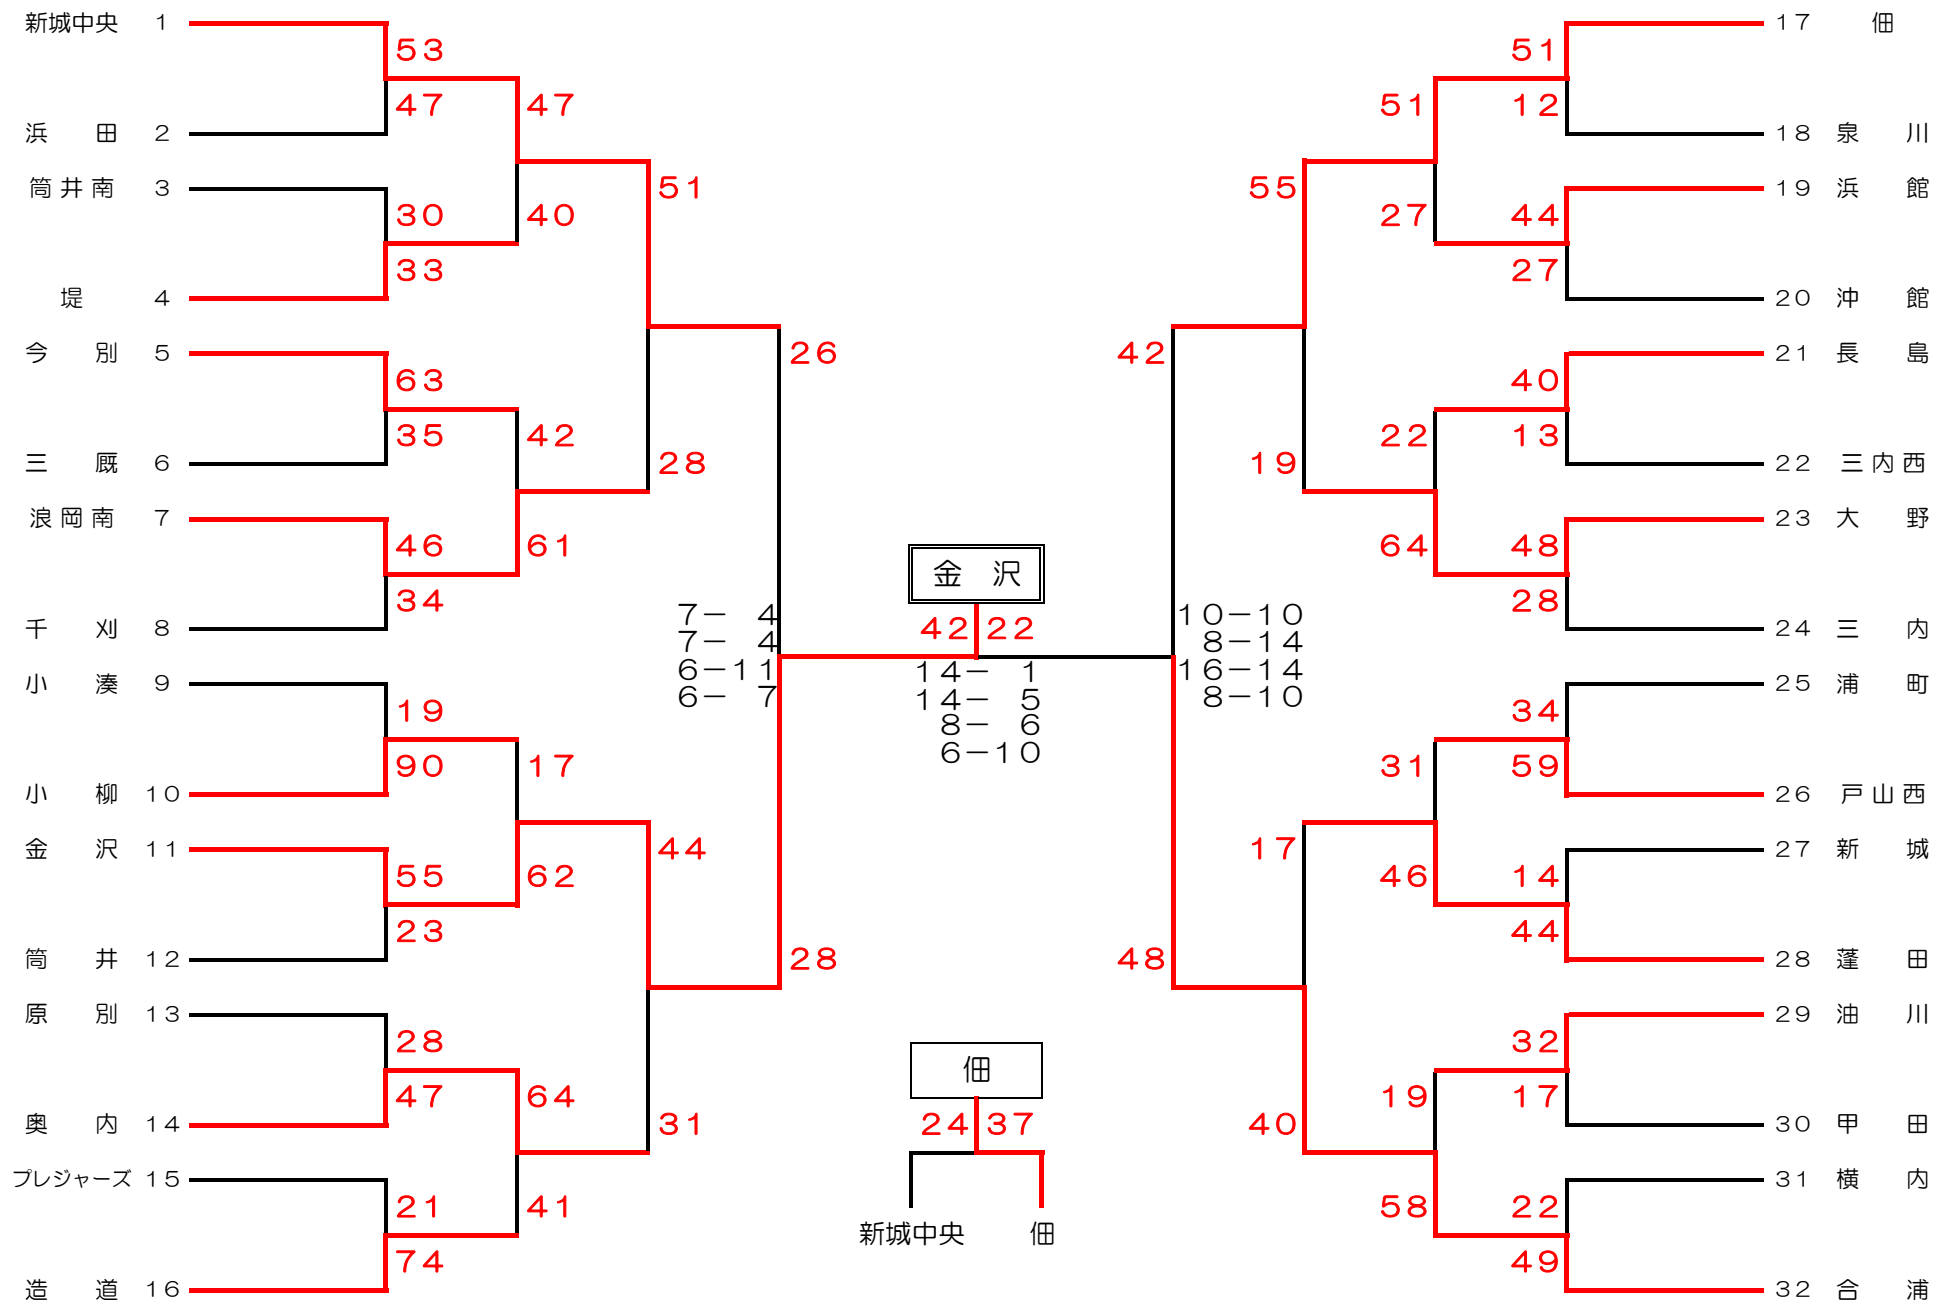 新城中央 1
53
47
浜 田 2
47
筒井南 3
30
33
40
堤 4
51
今 別 5
63
35
三 厩 6
42
浪岡南 7
46
34
61
千 刈 8
28
26
小 湊 9
19
90
小 柳 10
17
金 沢 11
55
23
62
筒 井 12
44
原 別 13
28
47
奥 内 14
64
プレジャーズ 15
21
74
41
造 道 16
31
28
7－ 4
7－ 4
6－11
6－ 7
金 沢
42 22
14－ 1
14－ 5
8－ 6
6－10
10－10
8－14
16－14
8－10
佃
24 37
新城中央 佃
17 佃
51
12
18 泉 川
51
19 浜 館
44
27
27
20 沖 館
55
21 長 島
40
13
22 三内西
22
23 大 野
48
28
64
24 三 内
19
42
25 浦 町
34
59
26 戸山西
31
27 新 城
14
44
46
28 蓬 田
17
29 油 川
32
17
30 甲 田
19
31 横 内
22
49
58
32 合 浦
40
48